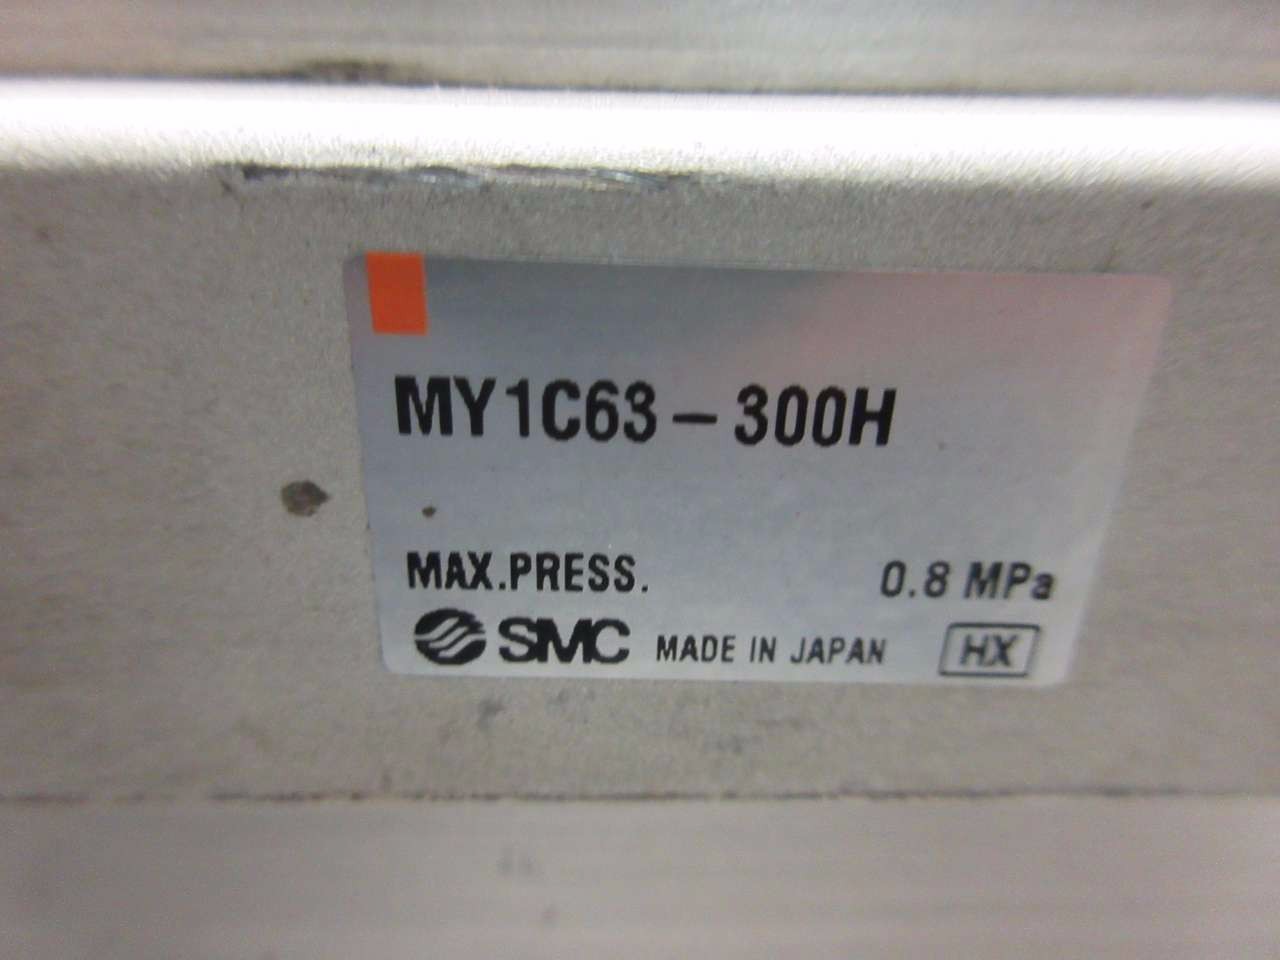 MY1C63-300H
MAX.PRESS. 0.8 MPa
SMC MADE IN JAPAN HX